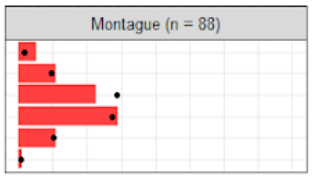 Montague (n = 88)